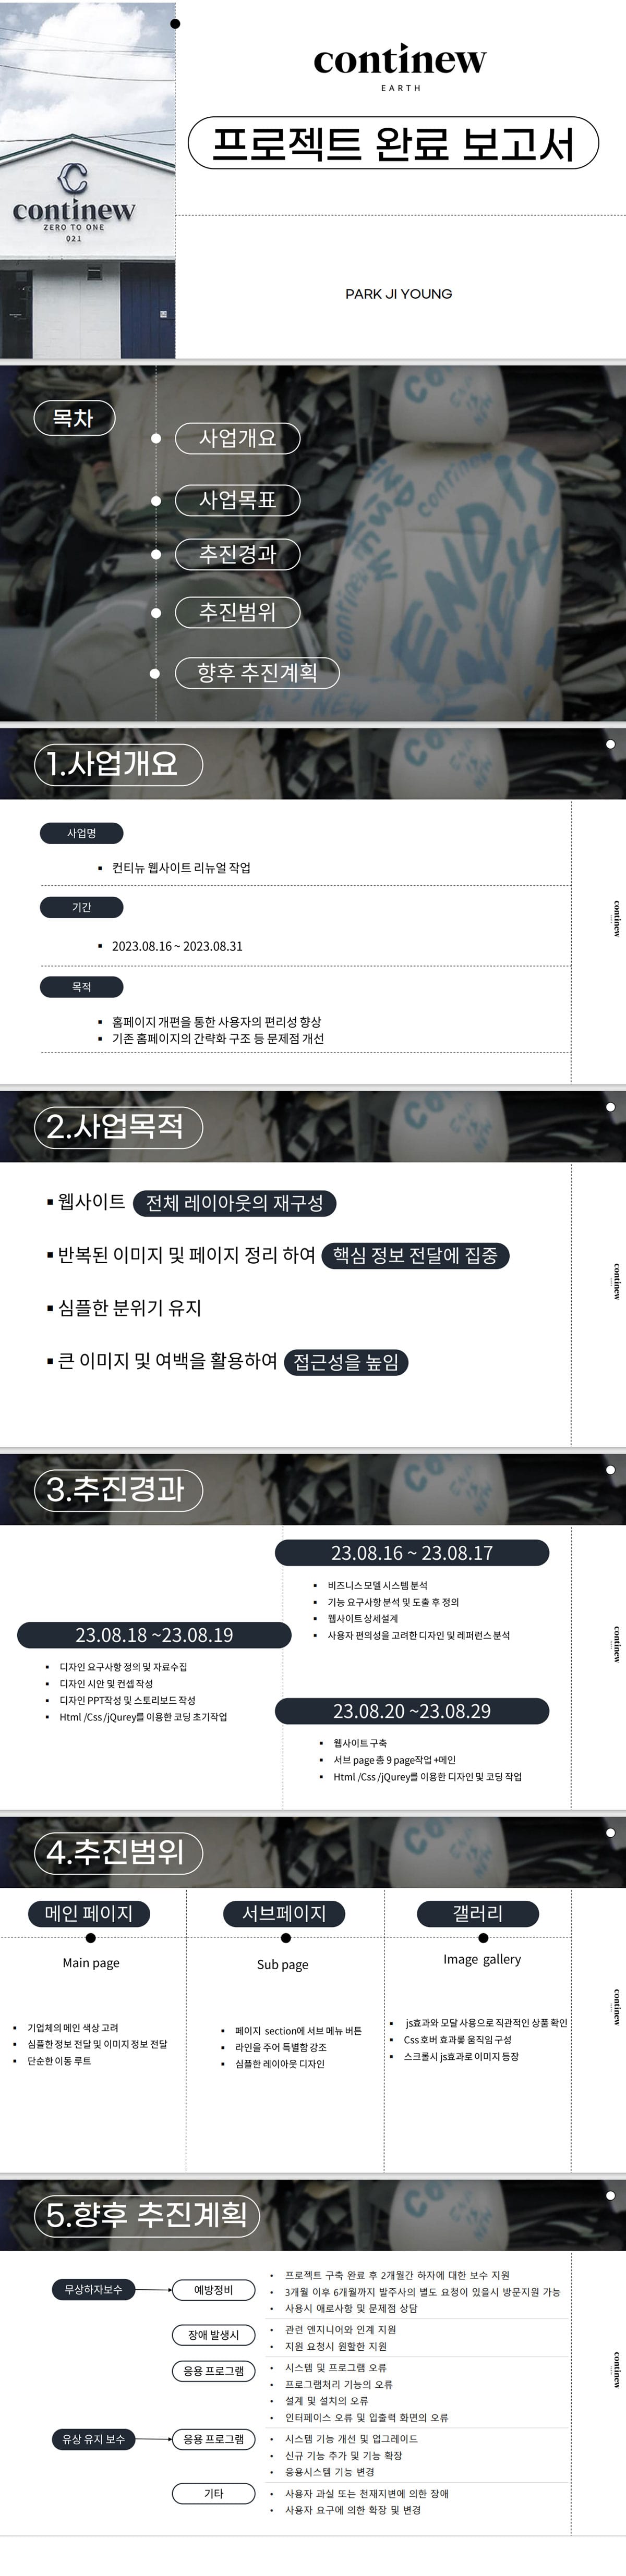 continew
EARTH
프로젝트 완료 보고서
continew
ZERO TO ONE
021
PARK JI YOUNG
목차
사업개요
사업목표
추진경과
추진범위
향후 추진계획
1.사업개요
사업명
▪ 컨티뉴 웹사이트 리뉴얼 작업
기간
▪ 2023.08.16 ~ 2023.08.31
목적
▪ 홈페이지 개편을 통한 사용자의 편리성 향상
▪ 기존 홈페이지의 간략화 구조 등 문제점 개선
continew
2.사업목적
▪ 웹사이트 전체 레이아웃의 재구성
▪ 반복된 이미지 및 페이지 정리 하여 핵심 정보 전달에 집중
▪ 심플한 분위기 유지
▪ 큰 이미지 및 여백을 활용하여 접근성을 높임
continew
3.추진경과
23.08.16 ~ 23.08.17
▪ 비즈니스 모델 시스템 분석
▪ 기능 요구사항 분석 및 도출 후 정의
▪ 웹사이트 상세설계
▪ 사용자 편의성을 고려한 디자인 및 레퍼런스 분석
23.08.18 ~23.08.19
▪ 디자인 요구사항 정의 및 자료수집
▪ 디자인 시안 및 컨셉 작성
▪ 디자인 PPT작성 및 스토리보드 작성
▪ Html /Css /jQurey를 이용한 코딩 초기작업
23.08.20 ~23.08.29
▪ 웹사이트 구축
▪ 서브 page 총 9 page작업 +메인
▪ Html /Css /jQurey를 이용한 디자인 및 코딩 작업
continew
4.추진범위
메인 페이지
Main page
▪ 기업체의 메인 색상 고려
▪ 심플한 정보 전달 및 이미지 정보 전달
▪ 단순한 이동 루트
서브페이지
Sub page
▪ 페이지 section에 서브 메뉴 버튼
▪ 라인을 주어 특별함 강조
▪ 심플한 레이아웃 디자인
갤러리
Image gallery
▪ js효과와 모달 사용으로 직관적인 상품 확인
▪ Css 호버 효과롷 움직임 구성
▪ 스크롤시 js효과로 이미지 등장
continew
5.향후 추진계획
무상하자보수
예방정비
• 프로젝트 구축 완료 후 2개월간 하자에 대한 보수 지원
• 3개월 이후 6개월까지 발주사의 별도 요청이 있을시 방문지원 가능
• 사용시 애로사항 및 문제점 상담
장애 발생시
• 관련 엔지니어와 인계 지원
• 지원 요청시 원할한 지원
응용 프로그램
• 시스템 및 프로그램 오류
• 프로그램처리 기능의 오류
• 설계 및 설치의 오류
• 인터페이스 오류 및 입출력 화면의 오류
유상 유지 보수
응용 프로그램
• 시스템 기능 개선 및 업그레이드
• 신규 기능 추가 및 기능 확장
• 응용시스템 기능 변경
기타
• 사용자 과실 또는 천재지변에 의한 장애
• 사용자 요구에 의한 확장 및 변경
continew